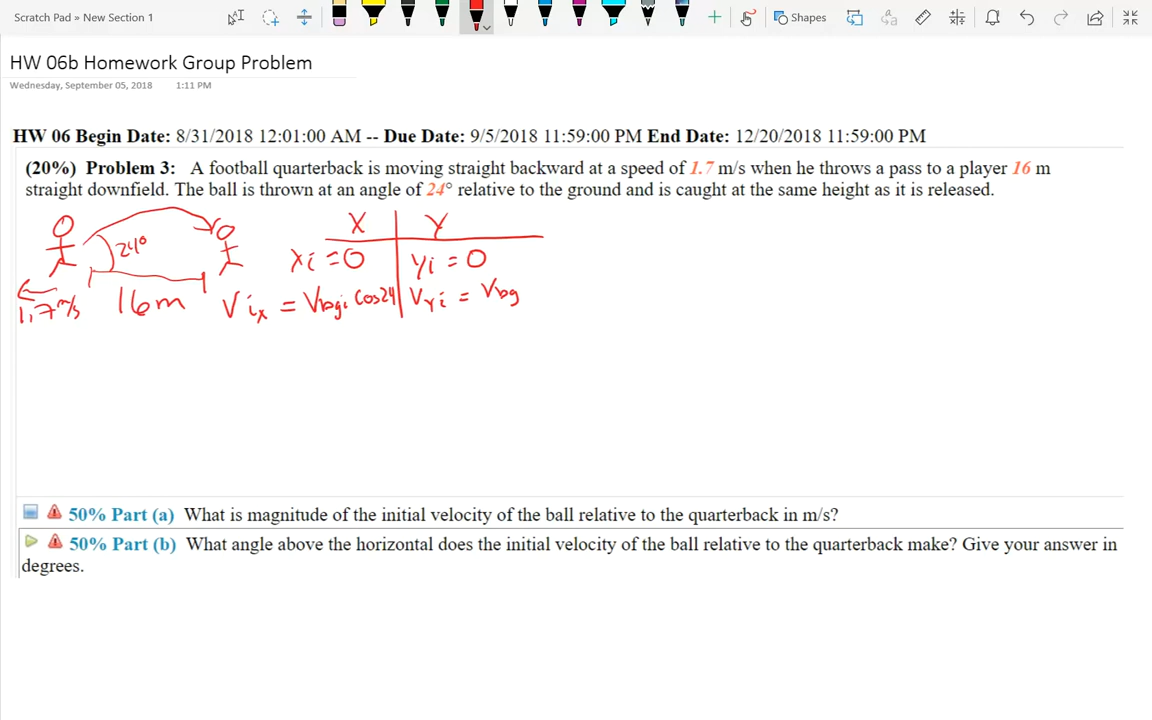 Scratch Pad » New Section 1
Shapes
HW 06b Homework Group Problem
Wednesday, September 05, 2018 1:11 PM
HW 06 Begin Date: 8/31/2018 12:01:00 AM -- Due Date: 9/5/2018 11:59:00 PM End Date: 12/20/2018 11:59:00 PM
(20%) Problem 3: A football quarterback is moving straight backward at a speed of 1.7 m/s when he throws a pass to a player 16 m
straight downfield. The ball is thrown at an angle of 24° relative to the ground and is caught at the same height as it is released.
X Y
24°
xi = 0 yi = 0
1.7 m/s 16m Vix = Vbgi cos24 Vyi = Vbg
50% Part (a) What is magnitude of the initial velocity of the ball relative to the quarterback in m/s?
50% Part (b) What angle above the horizontal does the initial velocity of the ball relative to the quarterback make? Give your answer in
degrees.